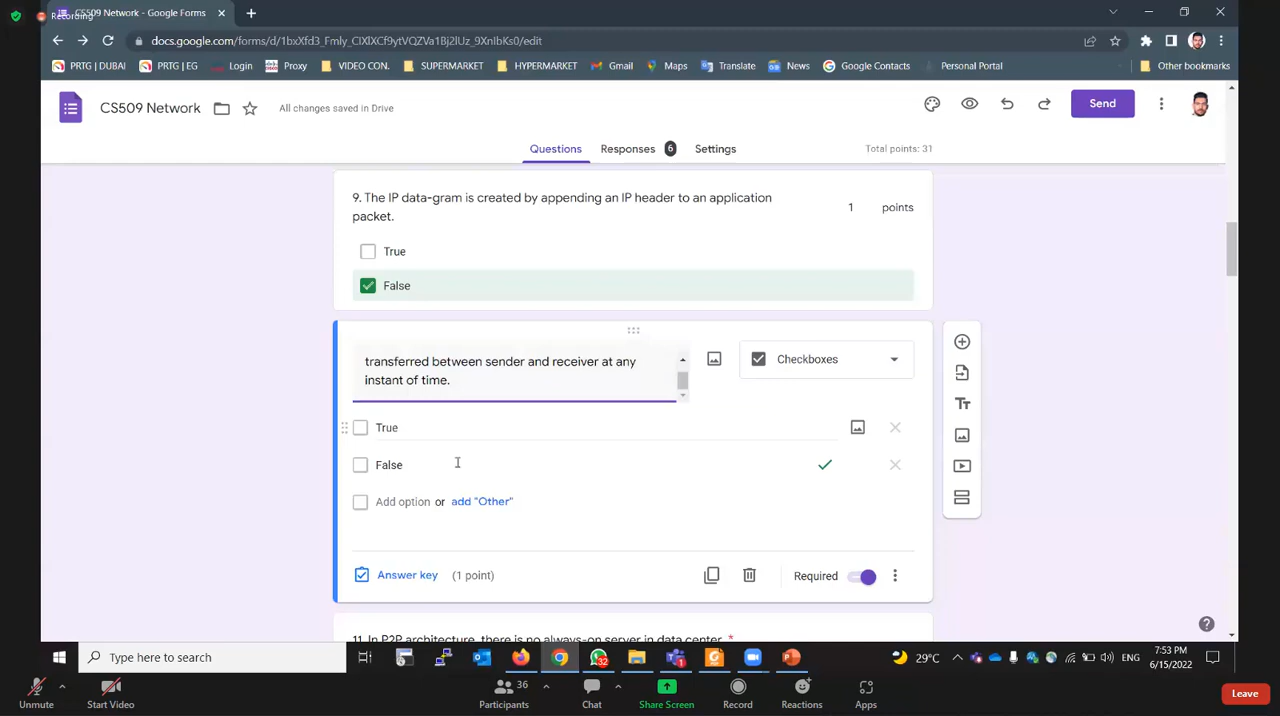 Recording
CS509 Network - Google Forms
docs.google.com/forms/d/1bxXfd3_Fmly_ClXlXCf9ytVQZVa1Bj2lUz_9XnIbKs0/edit
PRTG | DUBAI
PRTG | EG
Login
Proxy
VIDEO CON.
SUPERMARKET
HYPERMARKET
Gmail
Maps
Translate
News
Google Contacts
Personal Portal
Other bookmarks
CS509 Network
All changes saved in Drive
Send
Questions
Responses 6
Settings
Total points: 31
9. The IP data-gram is created by appending an IP header to an application
packet.
1 points
True
False
transferred between sender and receiver at any
instant of time.
Checkboxes
True
False
Add option or add "Other"
Answer key (1 point)
Required
11. In P2P architecture, there is no always-on server in data center. *
Type here to search
32
1
29°C
ENG
7:53 PM
6/15/2022
Unmute
Start Video
Participants 36
Chat
Share Screen
Record
Reactions
Apps
Leave